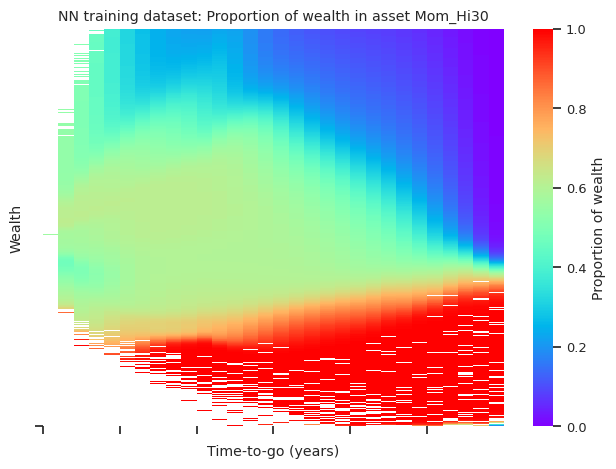 NN training dataset: Proportion of wealth in asset Mom_Hi30
Wealth
Time-to-go (years)
1.0
0.8
0.6
0.4
0.2
0.0
Proportion of wealth